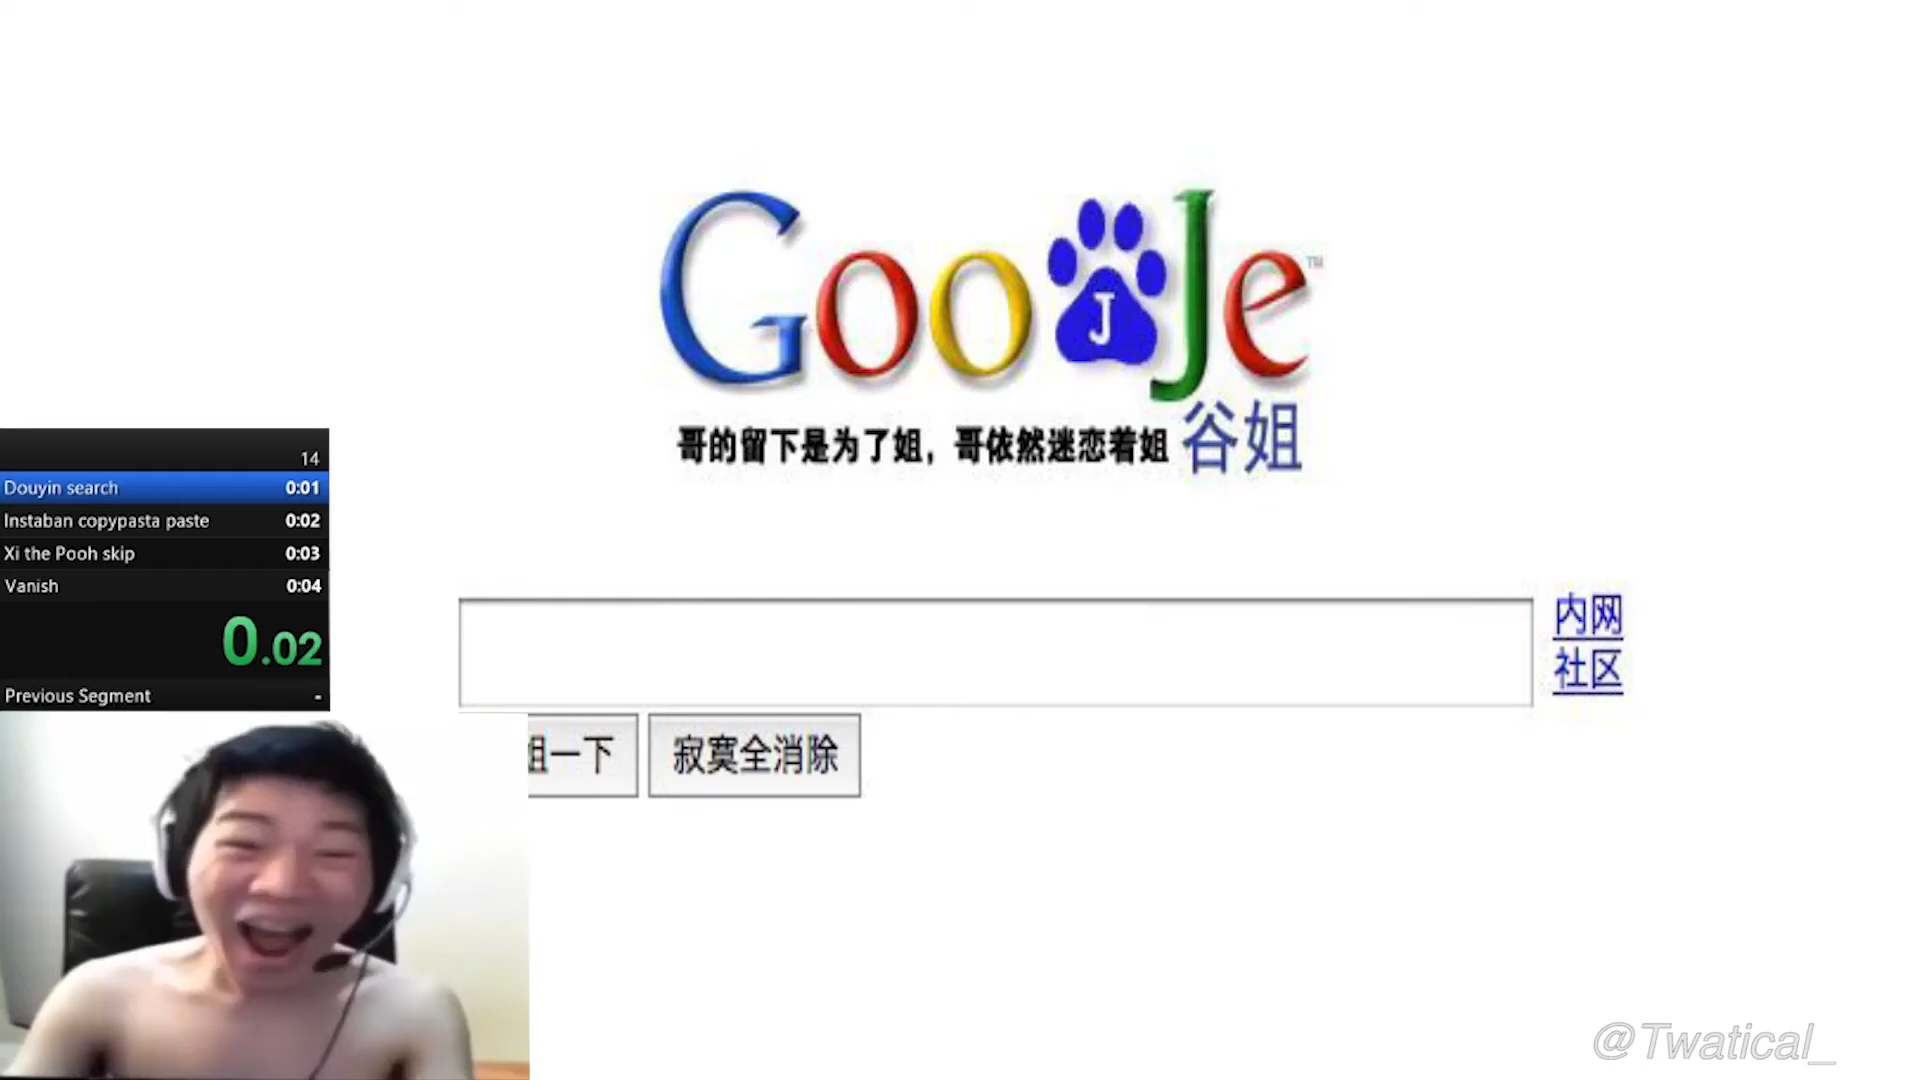 GooJe™
J
哥的留下是为了姐，哥依然迷恋着姐 谷姐
14
Douyin search 0:01
Instaban copypasta paste 0:02
Xi the Pooh skip 0:03
Vanish 0:04
0.02
Previous Segment -
内网
社区
姐一下 寂寞全消除
@Twatical_